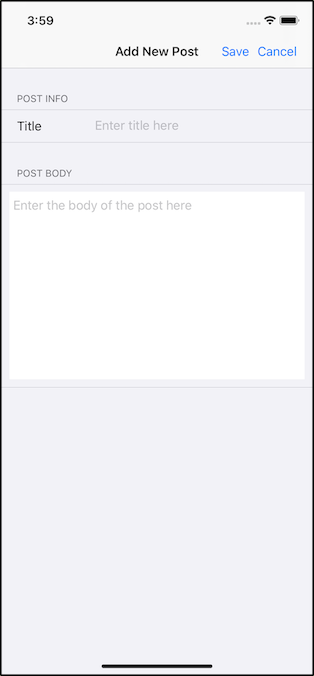 3:59
Add New Post Save Cancel
POST INFO
Title Enter title here
POST BODY
Enter the body of the post here